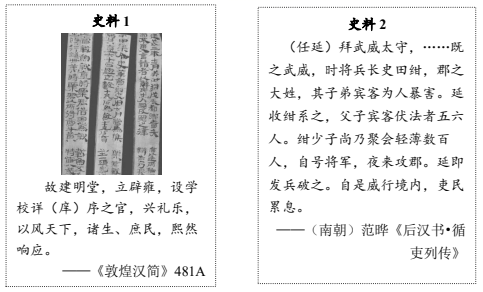 史料 1
故建明堂，立辟雍，设学
校详（庠）序之官，兴礼乐，
以风天下，诸生、庶民，熙然
响应。
——《敦煌汉简》481A
史料 2
（任延）拜武威太守，……既
之武威，时将兵长史田绀，郡之
大姓，其子弟宾客为人暴害。延
收绀系之，父子宾客伏法者五六
人。绀少子尚乃聚会轻薄数百
人，自号将军，夜来攻郡。延即
发兵破之。自是威行境内，吏民
累息。
——（南朝）范晔《后汉书•循
吏列传》